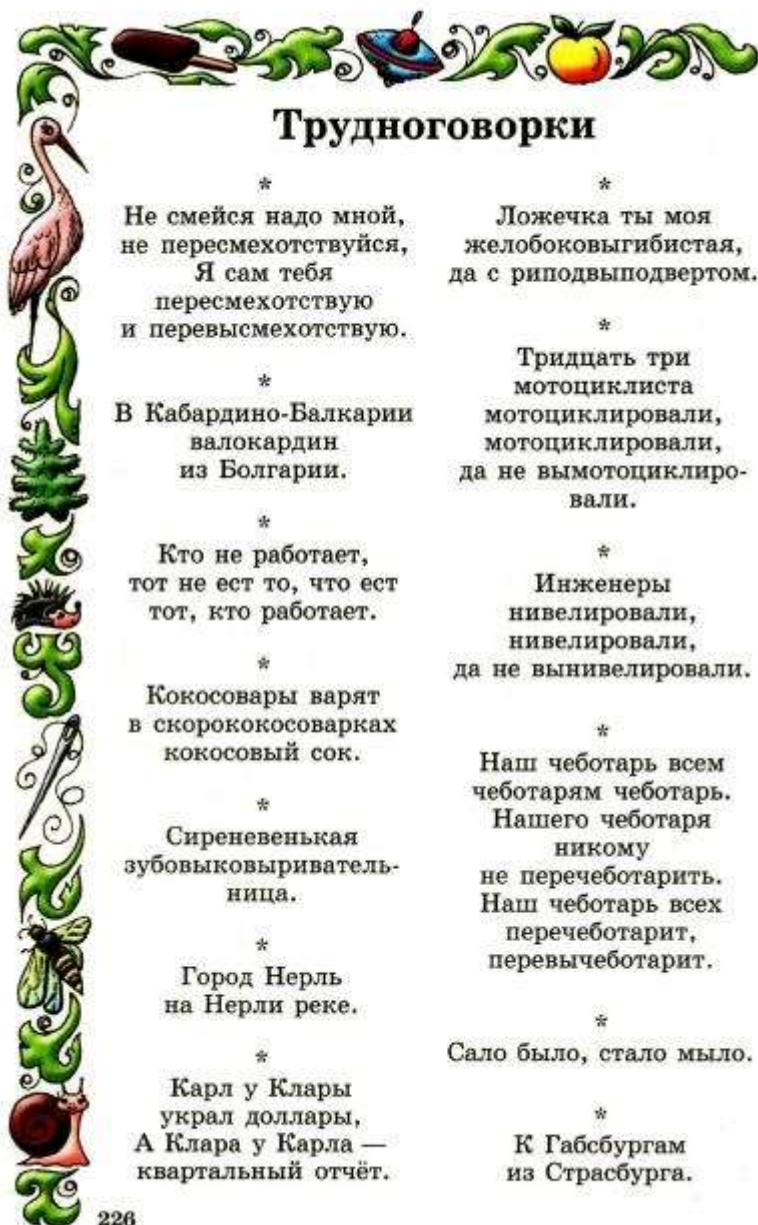 Трудноговорки
*
Не смейся надо мной,
не пересмехотствуйся,
Я сам тебя
пересмехотствую
и перевысмехотствую.
*
В Кабардино-Балкарии
валокардин
из Болгарии.
*
Кто не работает,
тот не ест то, что ест
тот, кто работает.
*
Кокосовары варят
в скорококосоварках
кокосовый сок.
*
Сиреневенькая
зубовыковыриватель-
ница.
*
Город Нерль
на Нерли реке.
*
Карл у Клары
украл доллары,
А Клара у Карла —
квартальный отчёт.
*
Ложечка ты моя
желобоковыгибистая,
да с риподвыподвертом.
*
Тридцать три
мотоциклиста
мотоциклировали,
мотоциклировали,
да не вымотоциклиро-
вали.
*
Инженеры
нивелировали,
нивелировали,
да не вынивелировали.
*
Наш чеботарь всем
чеботарям чеботарь.
Нашего чеботаря
никому
не перечеботарить.
Наш чеботарь всех
перечеботарит,
перевычеботарит.
*
Сало было, стало мыло.
*
К Габсбургам
из Страсбурга.
226